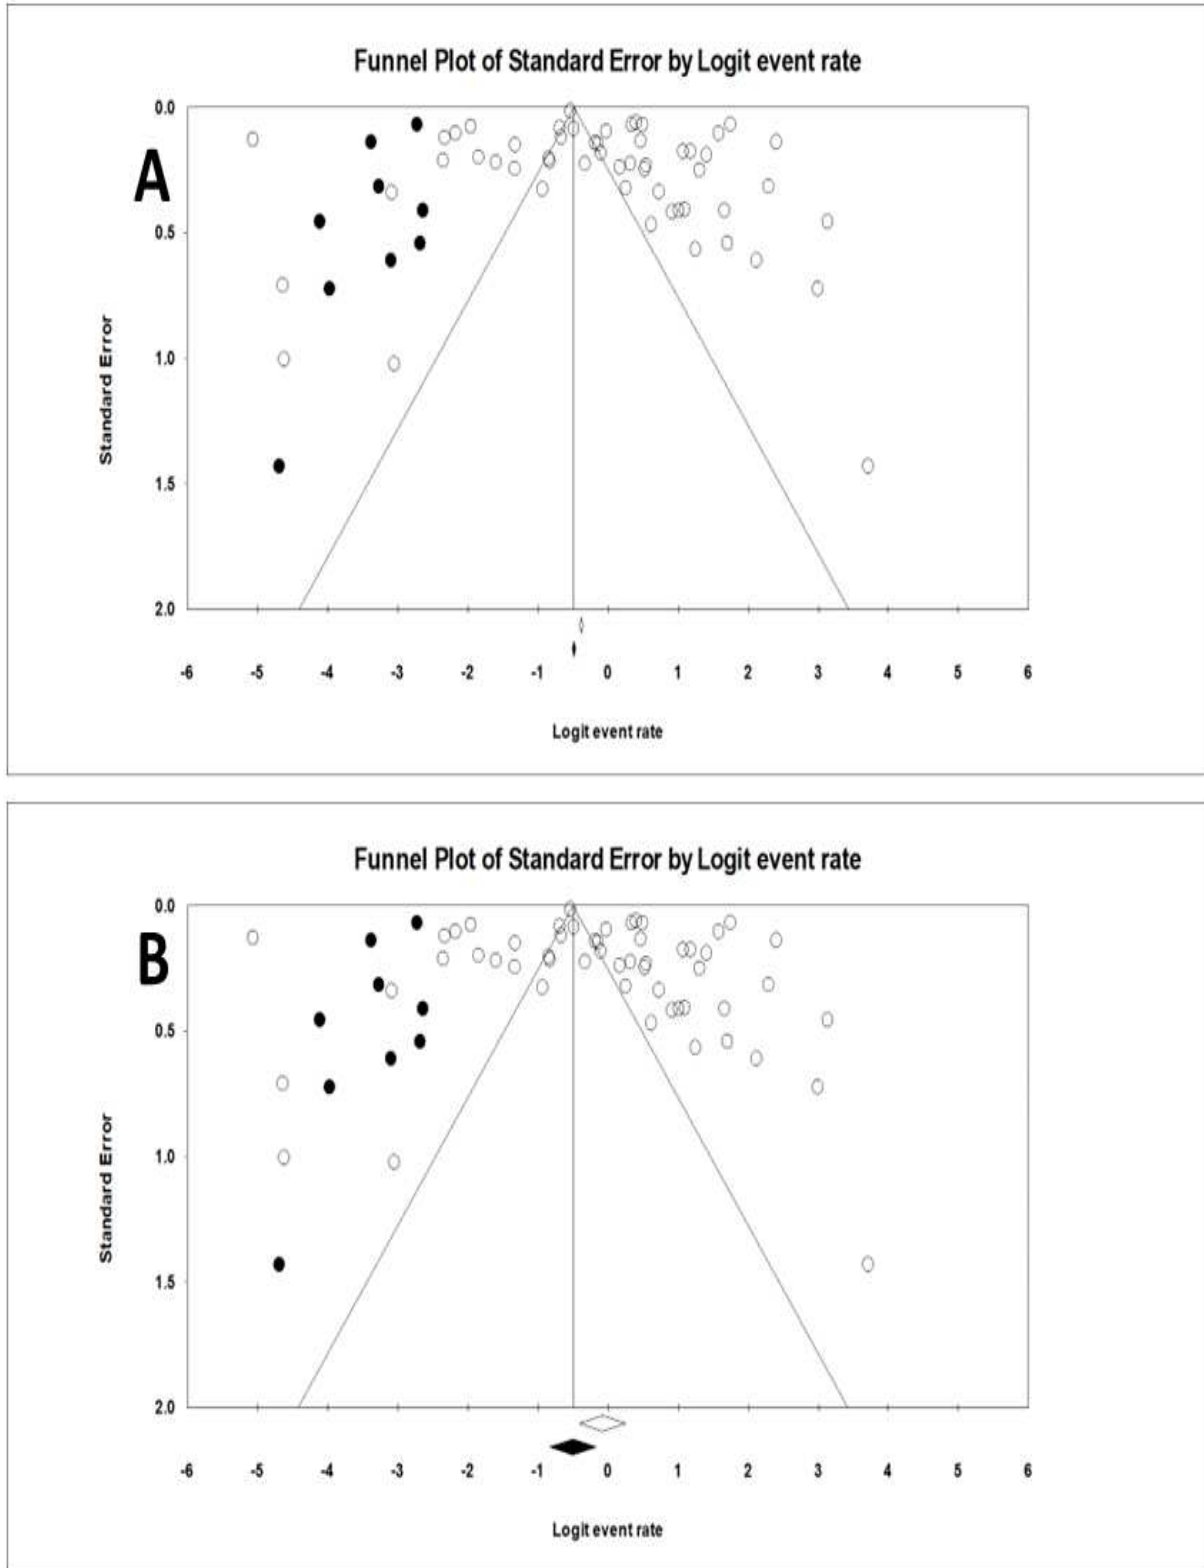 Funnel Plot of Standard Error by Logit event rate
A
0.0
0.5
1.0
1.5
2.0
Standard Error
-6 -5 -4 -3 -2 -1 0 1 2 3 4 5 6
Logit event rate
Funnel Plot of Standard Error by Logit event rate
B
0.0
0.5
1.0
1.5
2.0
Standard Error
-6 -5 -4 -3 -2 -1 0 1 2 3 4 5 6
Logit event rate